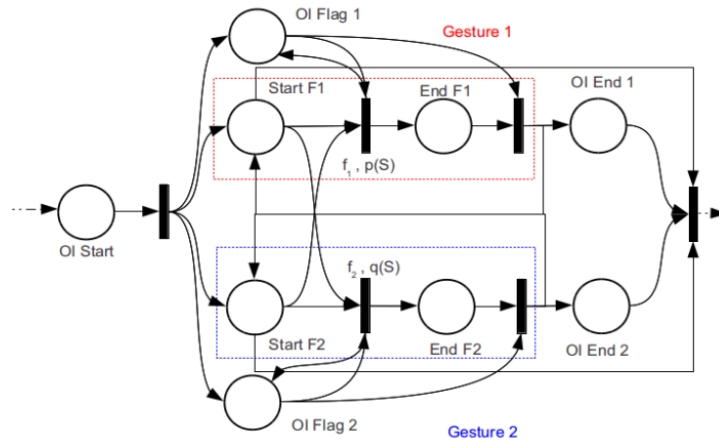 OI Flag 1
Gesture 1
Start F1
End F1
OI End 1
f1 , p(S)
OI Start
f2 , q(S)
Start F2
End F2
OI End 2
OI Flag 2
Gesture 2